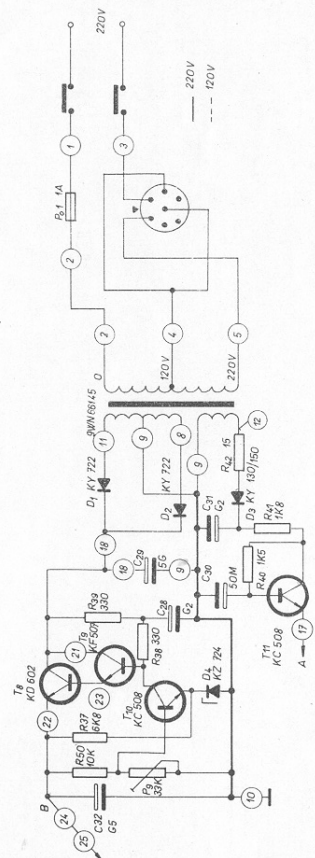 220V
1
3
Po1 1A
2
220V
120V
2
4
5
0
120V
220V
9WN66145
11
9
8
9
12
D1 KY 722
KY 722
D2
R42 15
D3 KY 130/150
18
18
C29
5G
9
C31
G2
C30
50M
R41
1K8
R40
1K5
R39
330
C28
G2
T9
KF507
21
R38
330
T8
KD 602
23
22
T10
KC 508
D4
KZ 724
T11
KC 508
17
A
R37
6K8
R50
10K
P9
33K
C32
G5
B
24
25
10